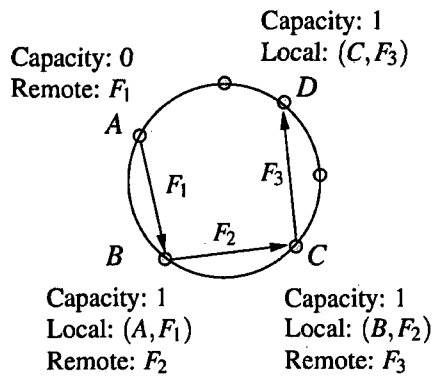 Capacity: 1
Local: (C, F₃)
Capacity: 0
Remote: F₁
D
A
F₁
F₃
F₂
B
C
Capacity: 1
Local: (A, F₁)
Remote: F₂
Capacity: 1
Local: (B, F₂)
Remote: F₃